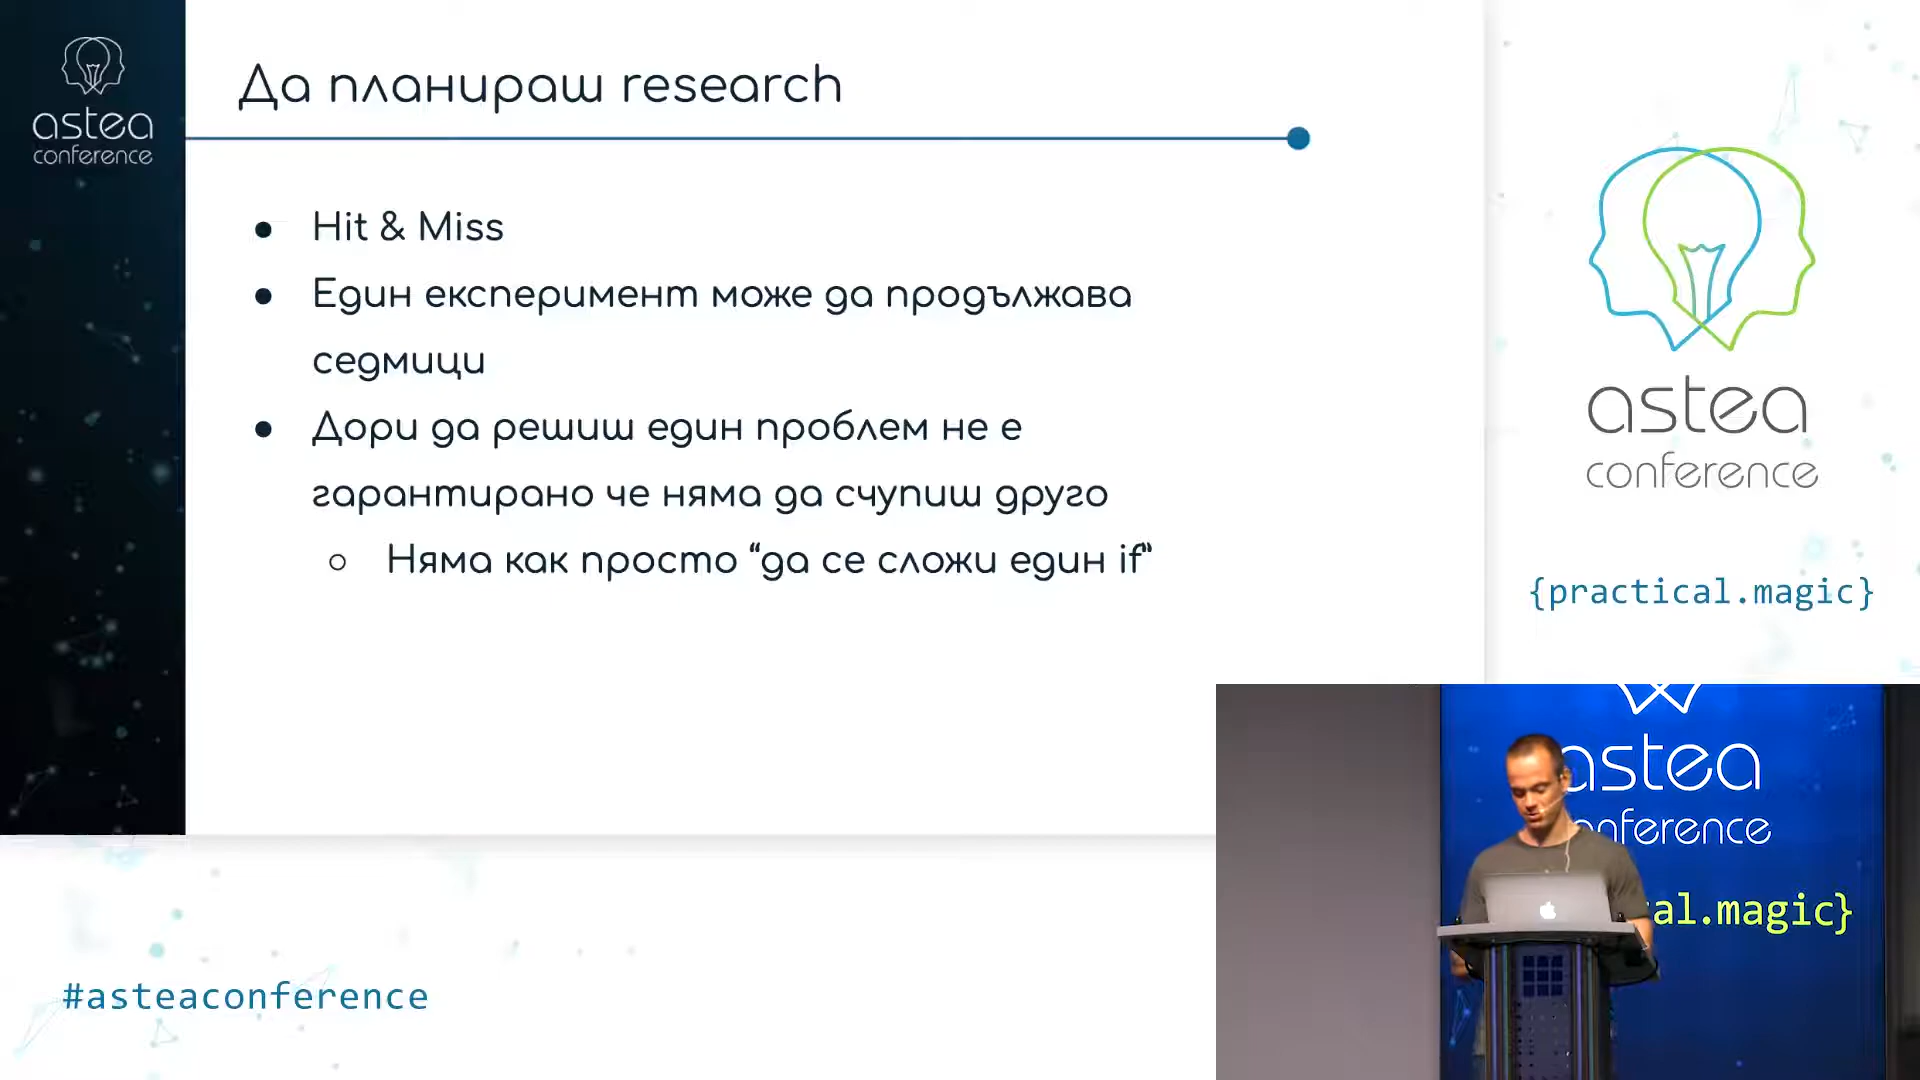 astea
conference
Да планираш research
Hit & Miss
Един експеримент може да продължава
седмици
Дори да решиш един проблем не е
гарантирано че няма да счупиш друго
Няма как просто “да се сложи един if”
astea
conference
{practical.magic}
astea
conference
cal.magic}
#asteaconference